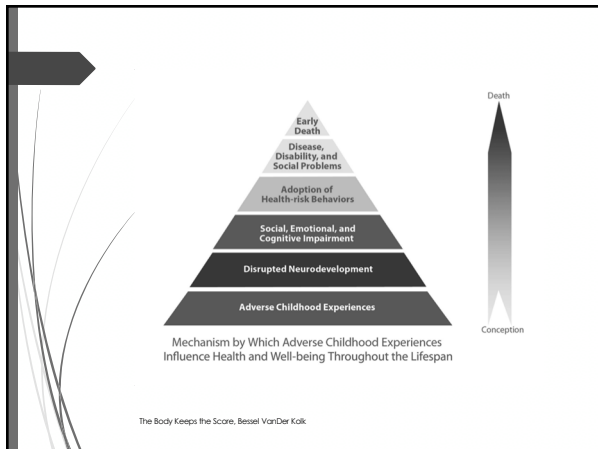 Death
Early
Death
Disease,
Disability, and
Social Problems
Adoption of
Health-risk Behaviors
Social, Emotional, and
Cognitive Impairment
Disrupted Neurodevelopment
Adverse Childhood Experiences
Conception
Mechanism by Which Adverse Childhood Experiences
Influence Health and Well-being Throughout the Lifespan
The Body Keeps the Score, Bessel VanDer Kolk